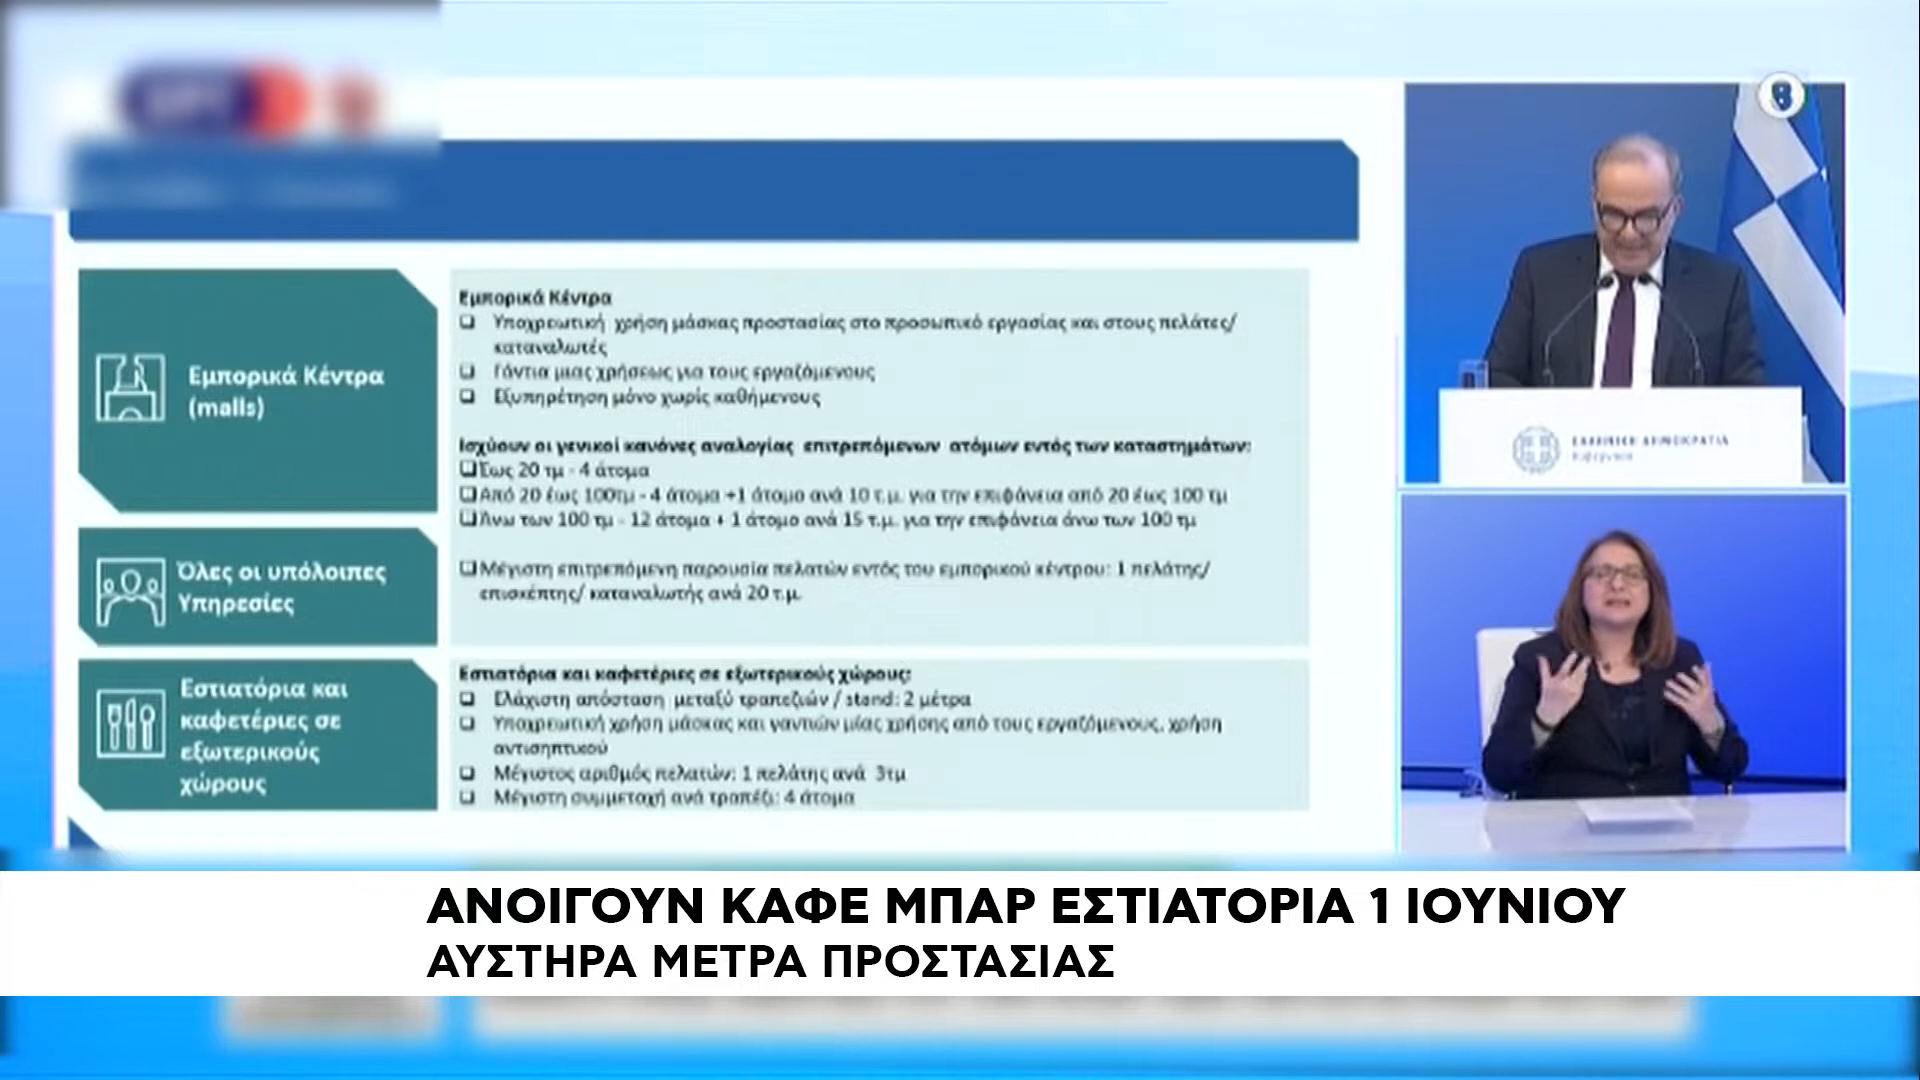 Εμπορικά Κέντρα
(malls)
Όλες οι υπόλοιπες
Υπηρεσίες
Εστιατόρια και
καφετέριες σε
εξωτερικούς
χώρους
Εμπορικά Κέντρα
Υποχρεωτική χρήση μάσκας προστασίας στο προσωπικό εργασίας και στους πελάτες/
καταναλωτές
Γάντια μιας χρήσεως για τους εργαζόμενους
Εξυπηρέτηση μόνο χωρίς καθήμενους
Ισχύουν οι γενικοί κανόνες αναλογίας επιτρεπόμενων ατόμων εντός των καταστημάτων:
Έως 20 τμ - 4 άτομα
Από 20 έως 100τμ - 4 άτομα +1 άτομο ανά 10 τ.μ. για την επιφάνεια από 20 έως 100 τμ
Άνω των 100 τμ - 12 άτομα + 1 άτομο ανά 15 τ.μ. για την επιφάνεια άνω των 100 τμ
Μέγιστη επιτρεπόμενη παρουσία πελατών εντός του εμπορικού κέντρου: 1 πελάτης/
επισκέπτης/ καταναλωτής ανά 20 τ.μ.
Εστιατόρια και καφετέριες σε εξωτερικούς χώρους:
Ελάχιστη απόσταση μεταξύ τραπεζιών / stand: 2 μέτρα
Υποχρεωτική χρήση μάσκας και γαντιών μίας χρήσης από τους εργαζόμενους, χρήση
αντισηπτικού
Μέγιστος αριθμός πελατών: 1 πελάτης ανά 3τμ
Μέγιστη συμμετοχή ανά τραπέζι: 4 άτομα
ΕΛΛΗΝΙΚΗ ΔΗΜΟΚΡΑΤΙΑ
Κυβέρνηση
ΑΝΟΙΓΟΥΝ ΚΑΦΕ ΜΠΑΡ ΕΣΤΙΑΤΟΡΙΑ 1 ΙΟΥΝΙΟΥ
ΑΥΣΤΗΡΑ ΜΕΤΡΑ ΠΡΟΣΤΑΣΙΑΣ